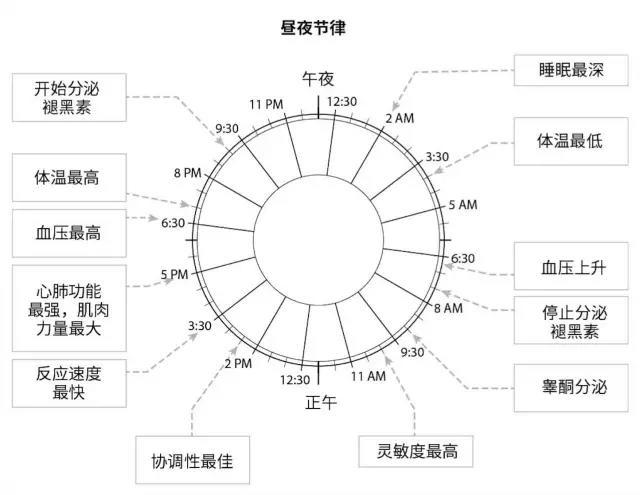 昼夜节律
午夜
12:30
2 AM
3:30
5 AM
6:30
8 AM
9:30
11 AM
正午
12:30
2 PM
3:30
5 PM
6:30
8 PM
9:30
11 PM
睡眠最深
体温最低
血压上升
停止分泌
褪黑素
睾酮分泌
灵敏度最高
协调性最佳
反应速度
最快
心肺功能
最强，肌肉
力量最大
血压最高
体温最高
开始分泌
褪黑素